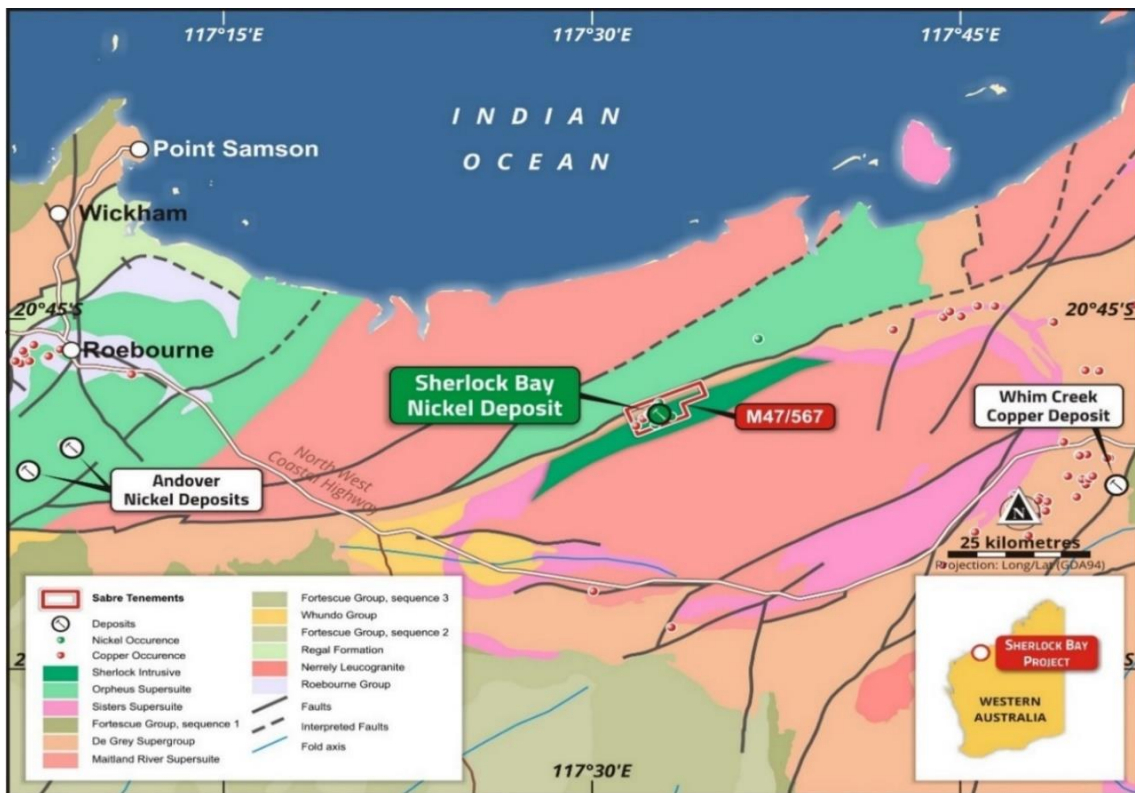 117°15'E
117°30'E
117°45'E
INDIAN
OCEAN
Point Samson
Wickham
20°45'S
20°45'S
Roebourne
Sherlock Bay
Nickel Deposit
M47/567
Whim Creek
Copper Deposit
Andover
Nickel Deposits
North West
Coastal Highway
N
25 kilometres
Projection: Long/Lat (GDA94)
Sabre Tenements
Deposits
Nickel Occurence
Copper Occurence
Sherlock Intrusive
Orpheus Supersuite
Sisters Supersuite
Fortescue Group, sequence 1
De Grey Supergroup
Maitland River Supersuite
Fortescue Group, sequence 3
Whundo Group
Fortescue Group, sequence 2
Regal Formation
Nerrely Leucogranite
Roebourne Group
Faults
Interpreted Faults
Fold axis
117°30'E
SHERLOCK BAY
PROJECT
WESTERN
AUSTRALIA